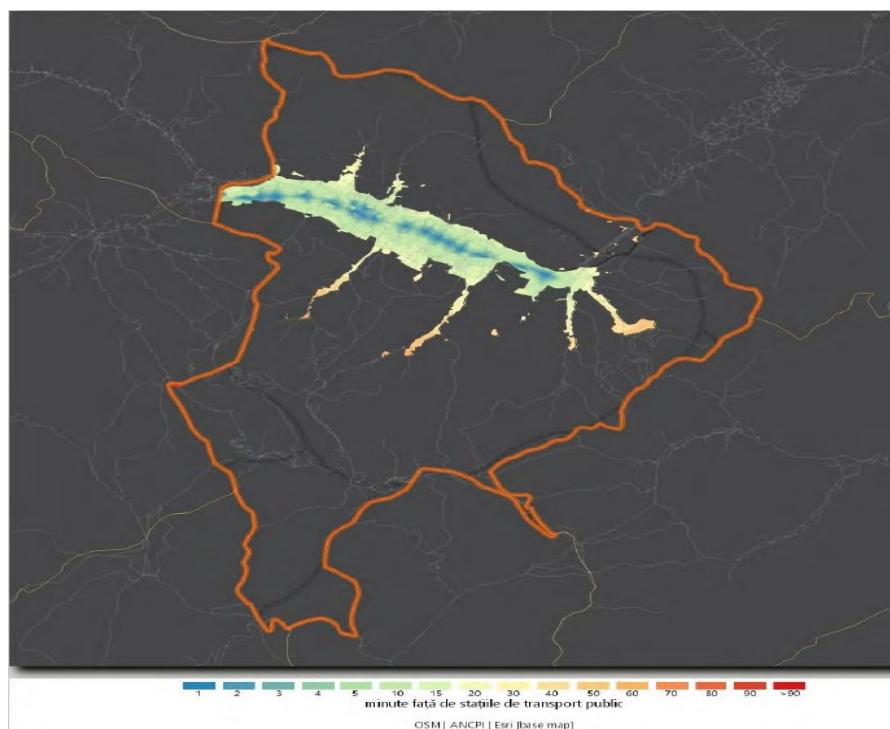 1 2 3 4 5 10 15 20 30 40 50 60 70 80 90 >90
minute față de stațiile de transport public
OSM | ANCPI | Esri [base map]